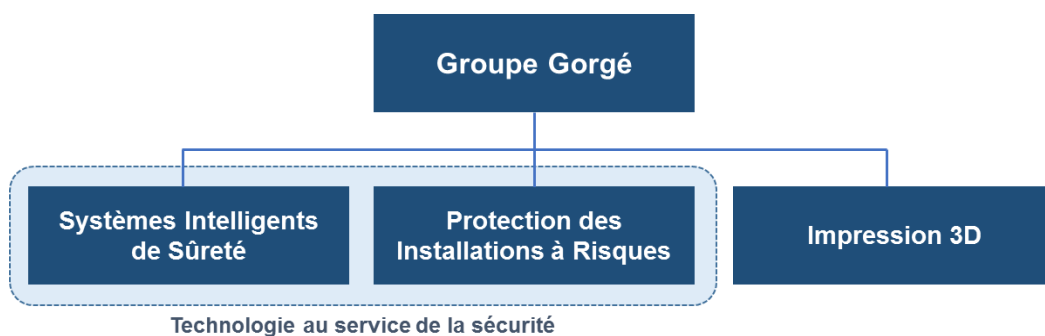 Groupe Gorgé
Systèmes Intelligents
de Sûreté
Protection des
Installations à Risques
Impression 3D
Technologie au service de la sécurité